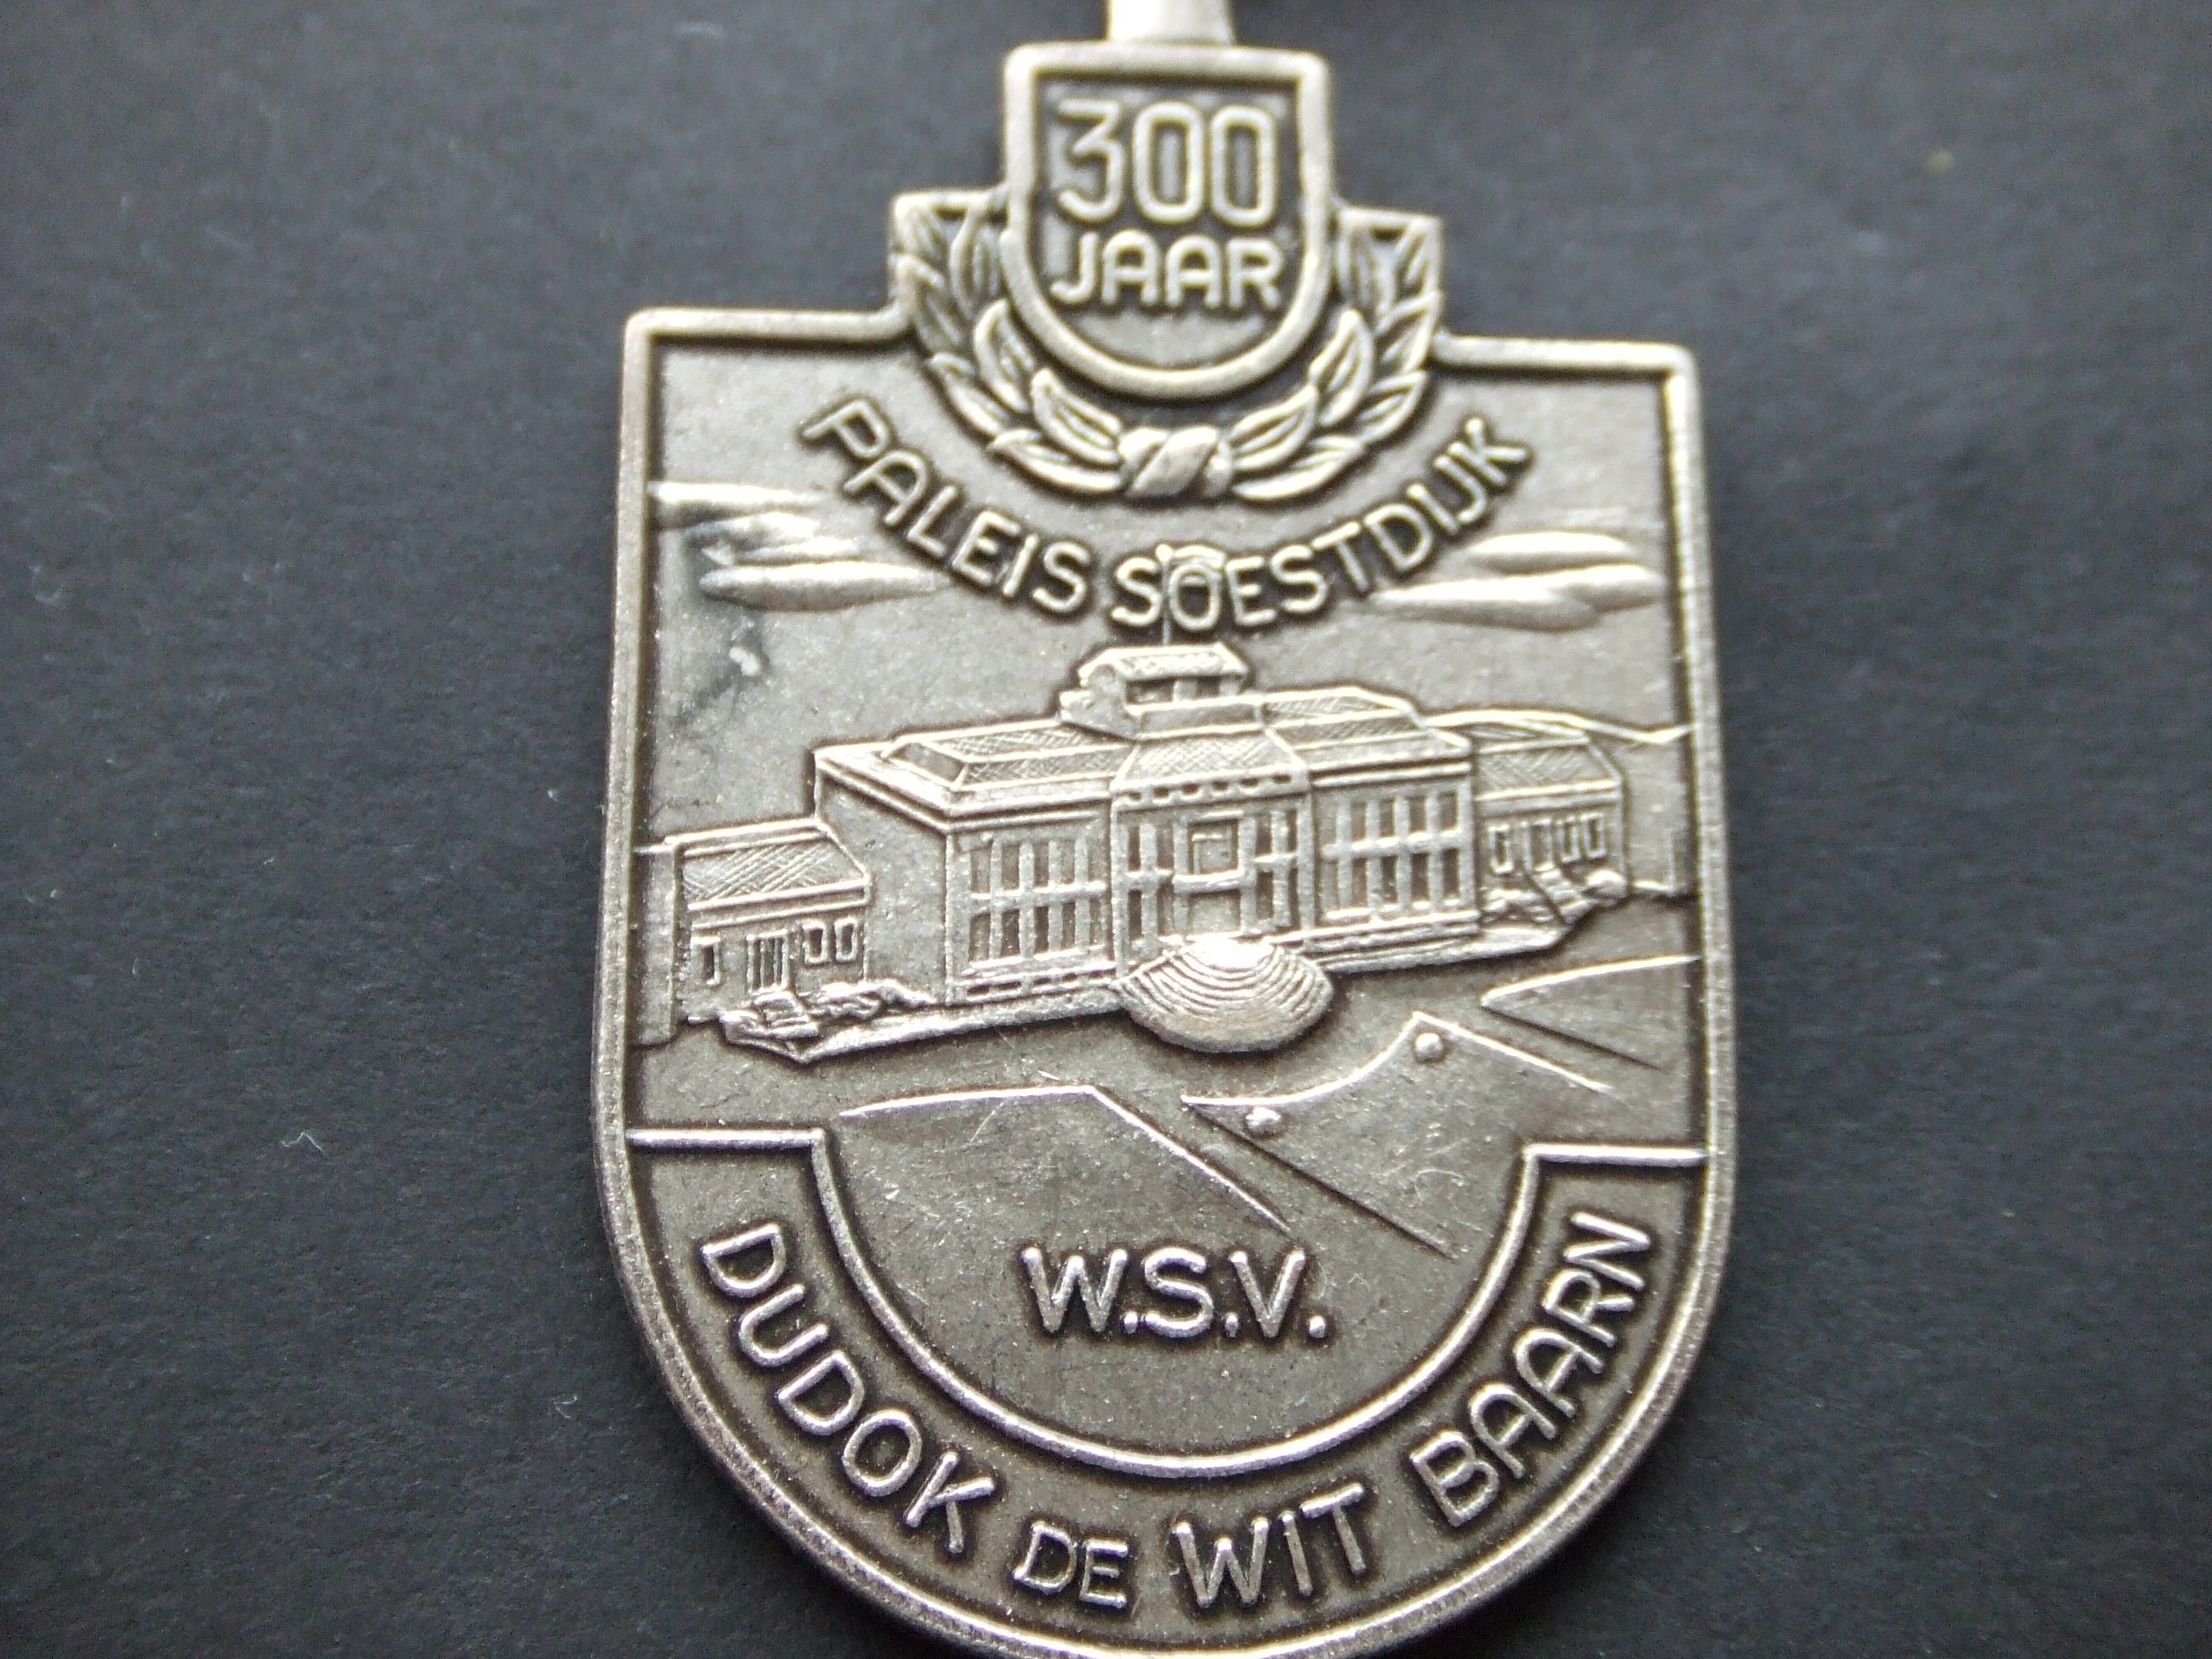 300
JAAR
PALEIS SOESTDIJK
W.S.V.
DUDOK DE WIT BAARN